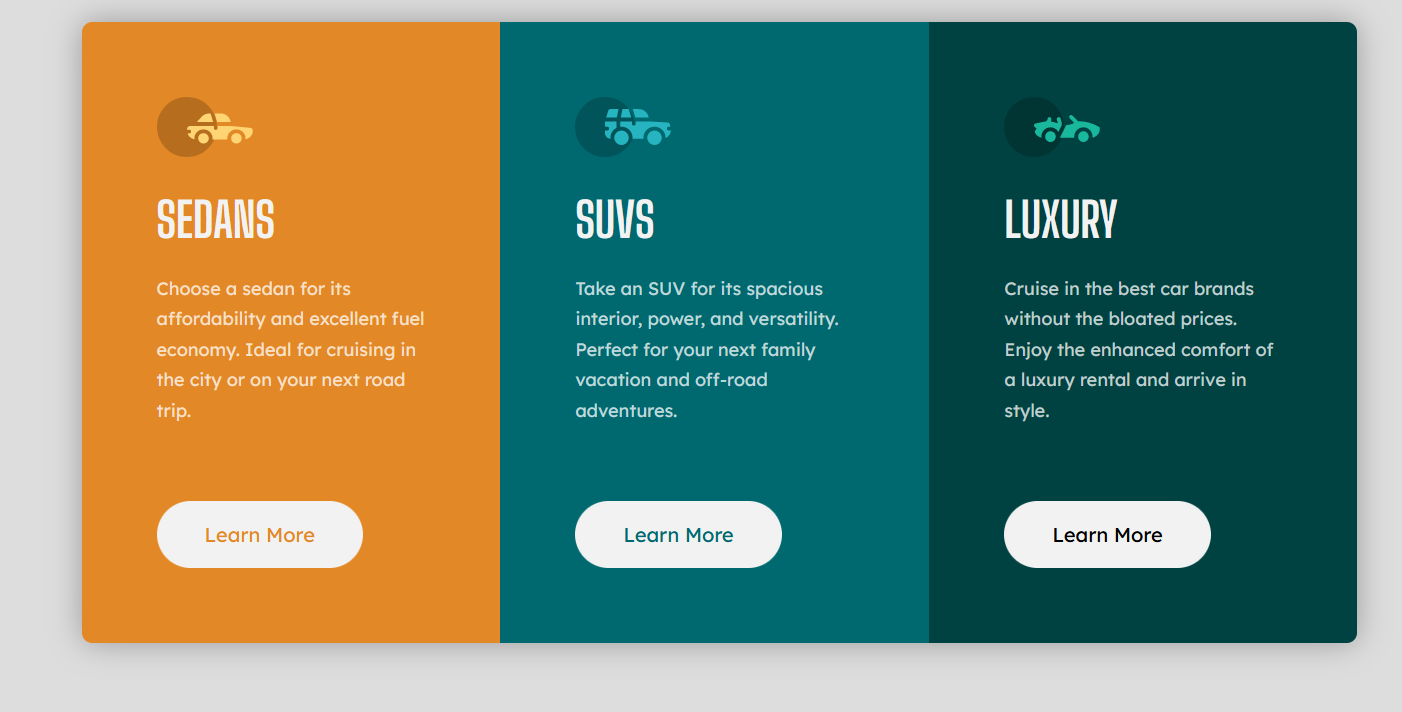 SEDANS
Choose a sedan for its
affordability and excellent fuel
economy. Ideal for cruising in
the city or on your next road
trip.
Learn More
SUVS
Take an SUV for its spacious
interior, power, and versatility.
Perfect for your next family
vacation and off-road
adventures.
Learn More
LUXURY
Cruise in the best car brands
without the bloated prices.
Enjoy the enhanced comfort of
a luxury rental and arrive in
style.
Learn More